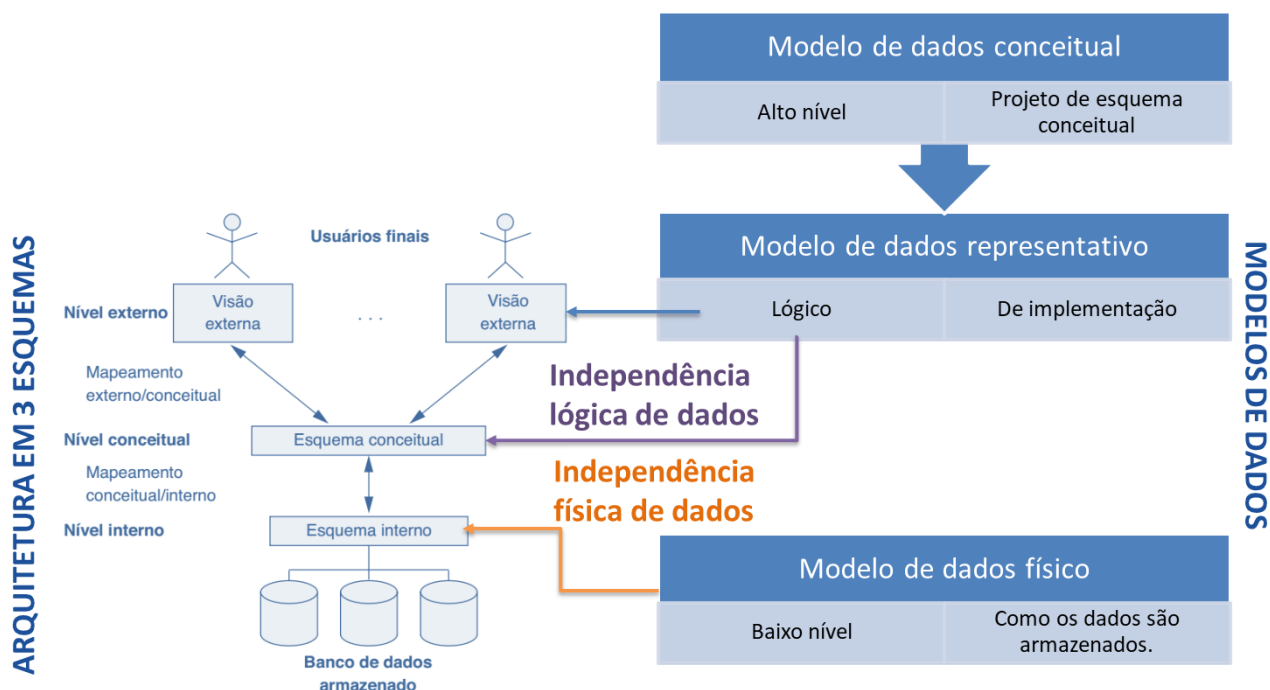 ARQUITETURA EM 3 ESQUEMAS
Usuários finais
Nível externo
Visão
externa
. . .
Visão
externa
Mapeamento
externo/conceitual
Nível conceitual
Esquema conceitual
Mapeamento
conceitual/interno
Nível interno
Esquema interno
Banco de dados
armazenado
Independência
lógica de dados
Independência
física de dados
Modelo de dados conceitual
Alto nível
Projeto de esquema
conceitual
Modelo de dados representativo
Lógico
De implementação
Modelo de dados físico
Baixo nível
Como os dados são
armazenados.
MODELOS DE DADOS